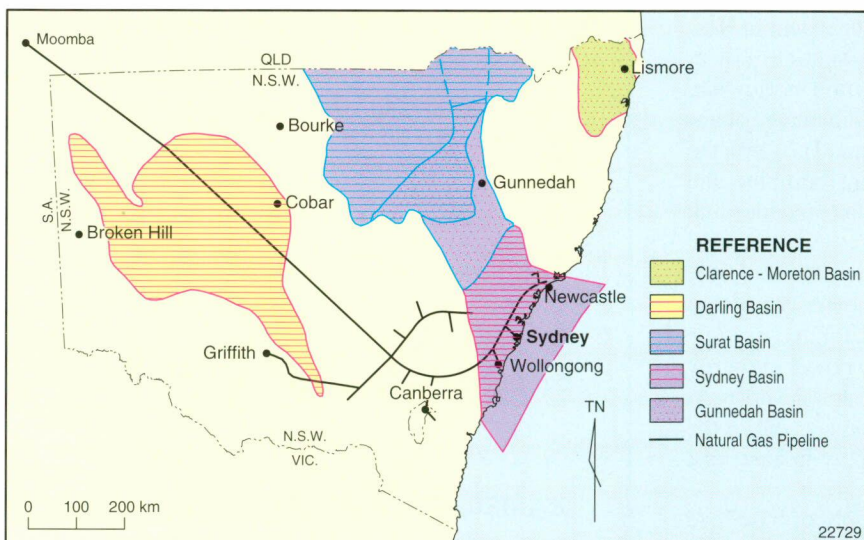 Moomba
QLD
N.S.W.
Lismore
Bourke
Gunnedah
S.A.
N.S.W.
Cobar
Broken Hill
REFERENCE
Clarence - Moreton Basin
Newcastle
Darling Basin
Sydney
Surat Basin
Griffith
Wollongong
Sydney Basin
Canberra
Gunnedah Basin
TN
N.S.W.
VIC.
Natural Gas Pipeline
0 100 200 km
22729